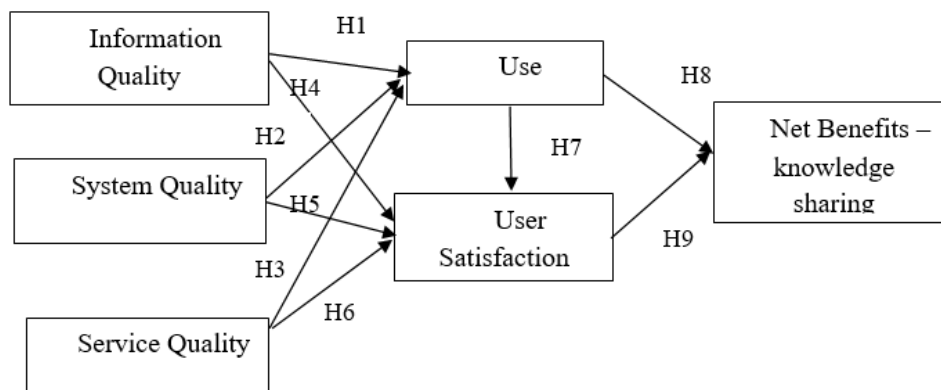 Information
Quality
H1
Use
H8
H4
H2
H7
Net Benefits –
knowledge
sharing
System Quality
H5
User
Satisfaction
H9
H3
H6
Service Quality